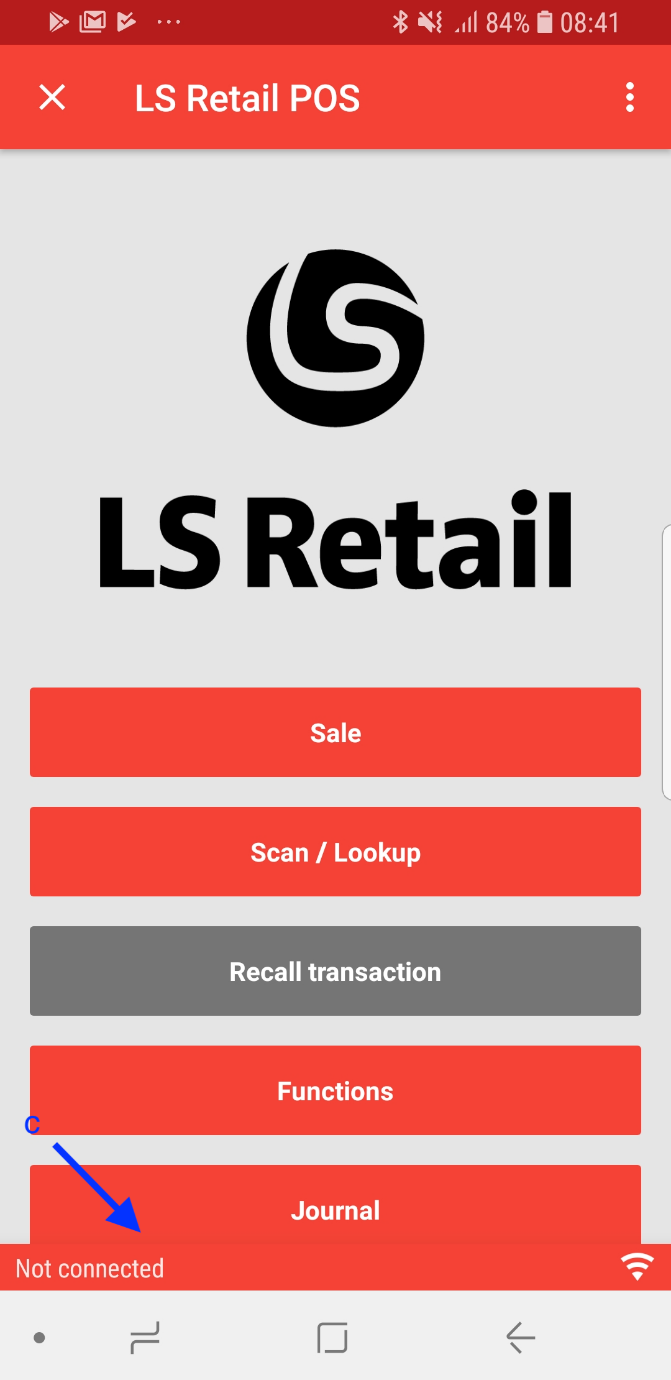 84% 08:41
LS Retail POS
LS Retail
Sale
Scan / Lookup
Recall transaction
Functions
C
Journal
Not connected